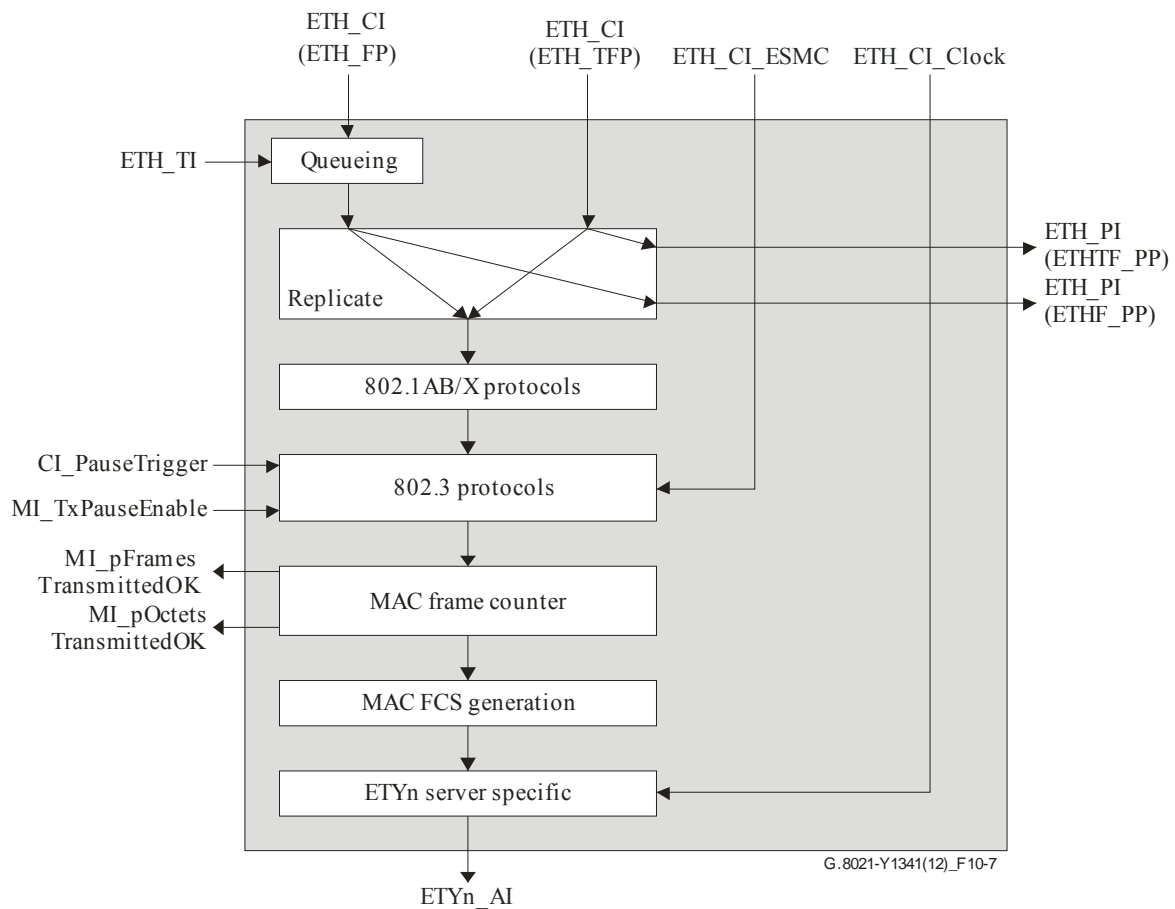 ETH_CI
(ETH_FP)
ETH_CI
(ETH_TFP)
ETH_CI_ESMC
ETH_CI_Clock
ETH_TI
Queueing
Replicate
ETH_PI
(ETHTF_PP)
ETH_PI
(ETHF_PP)
802.1AB/X protocols
CI_PauseTrigger
MI_TxPauseEnable
802.3 protocols
MI_pFrames
TransmittedOK
MI_pOctets
TransmittedOK
MAC frame counter
MAC FCS generation
ETYn server specific
G.8021-Y1341(12)_F10-7
ETYn_AI